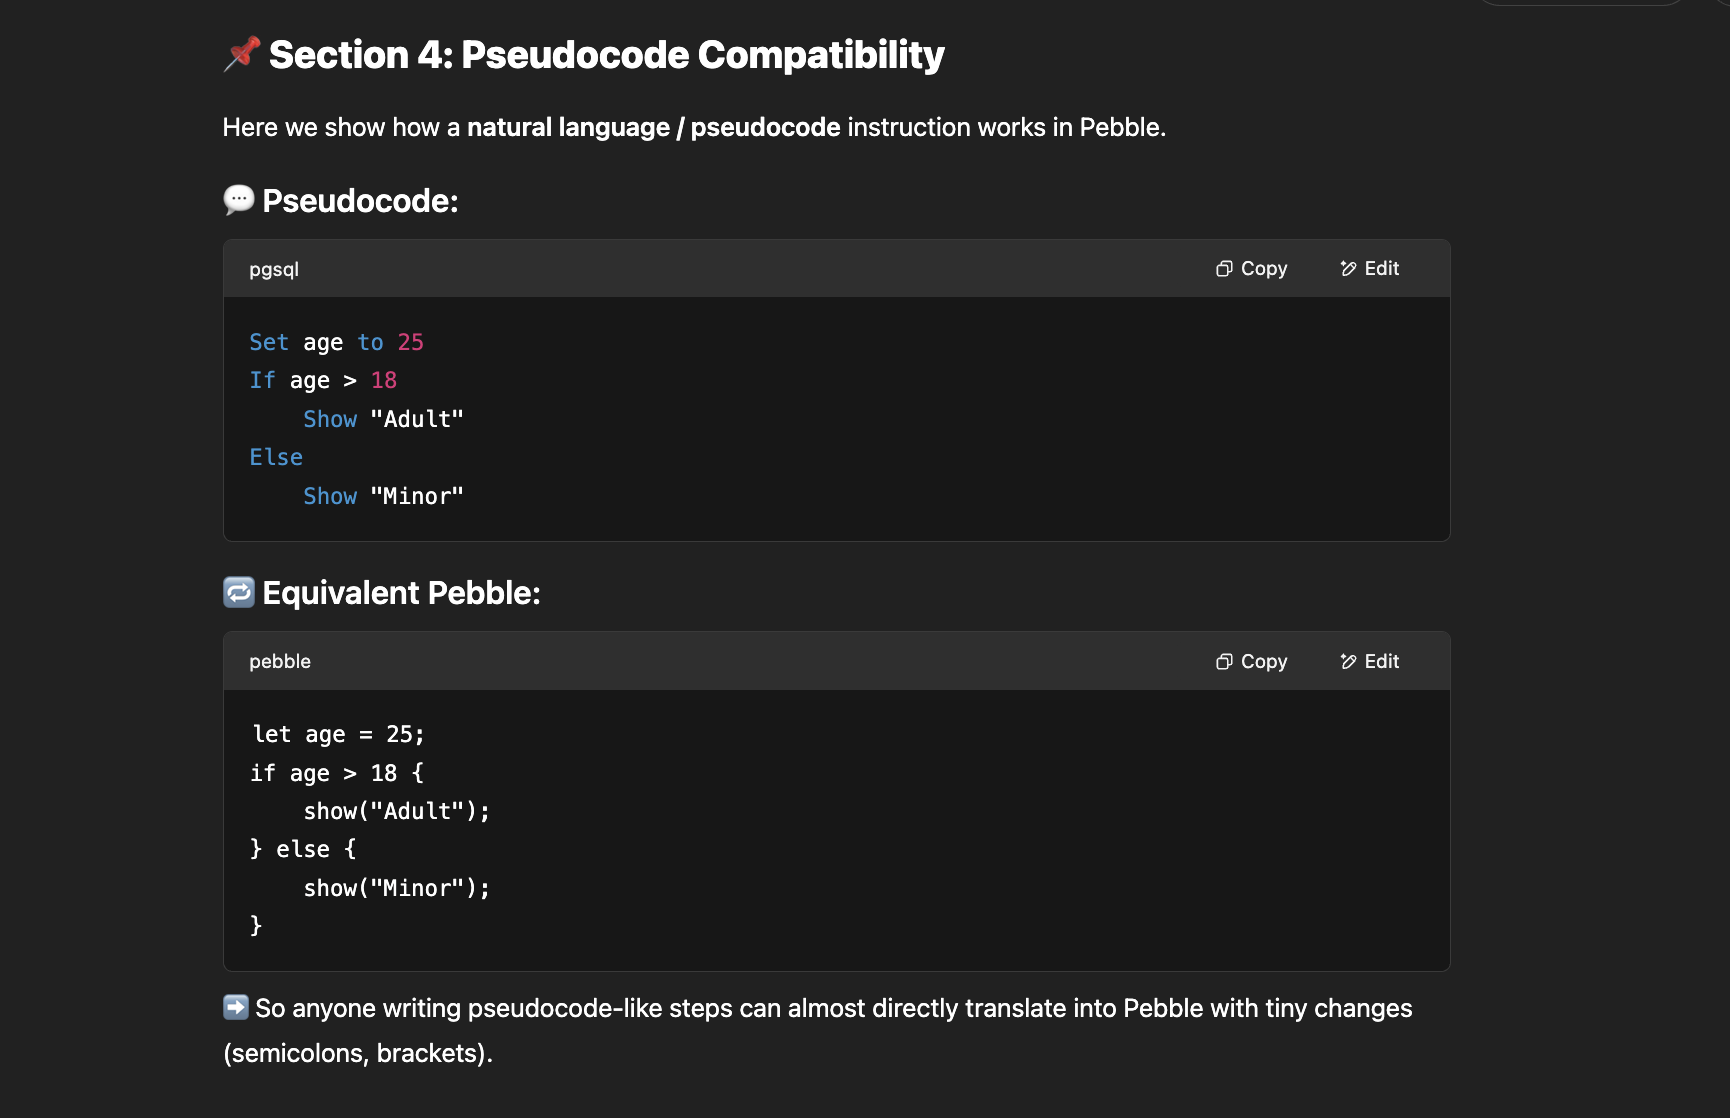 📌 Section 4: Pseudocode Compatibility
Here we show how a natural language / pseudocode instruction works in Pebble.
💬 Pseudocode:
pgsql Copy Edit
Set age to 25
If age > 18
    Show "Adult"
Else
    Show "Minor"
🔁 Equivalent Pebble:
pebble Copy Edit
let age = 25;
if age > 18 {
    show("Adult");
} else {
    show("Minor");
}
➡️ So anyone writing pseudocode-like steps can almost directly translate into Pebble with tiny changes
(semicolons, brackets).